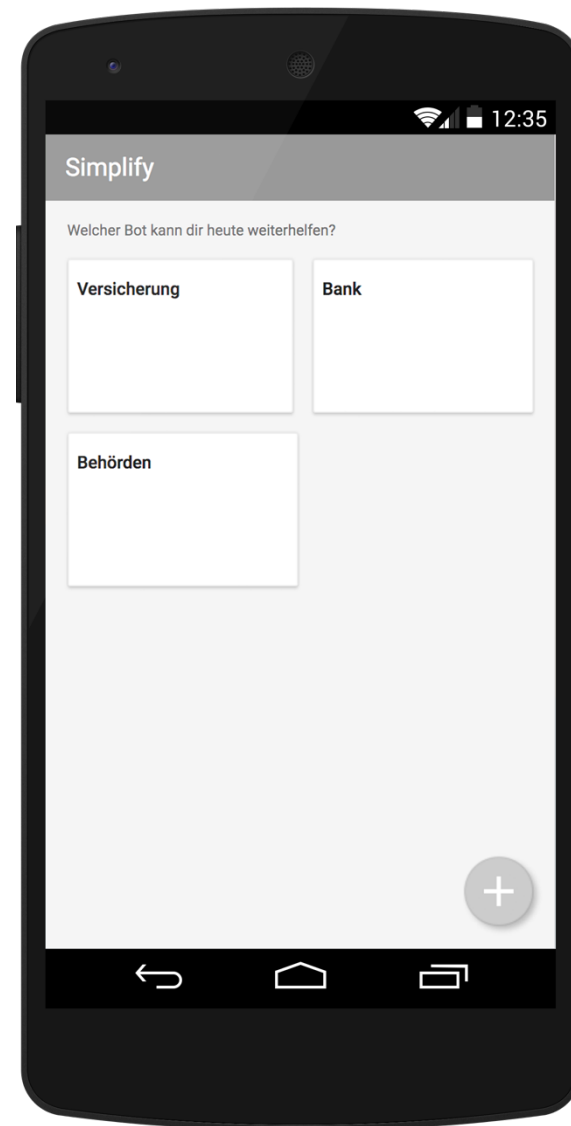 12:35
Simplify
Welcher Bot kann dir heute weiterhelfen?
Versicherung
Bank
Behörden